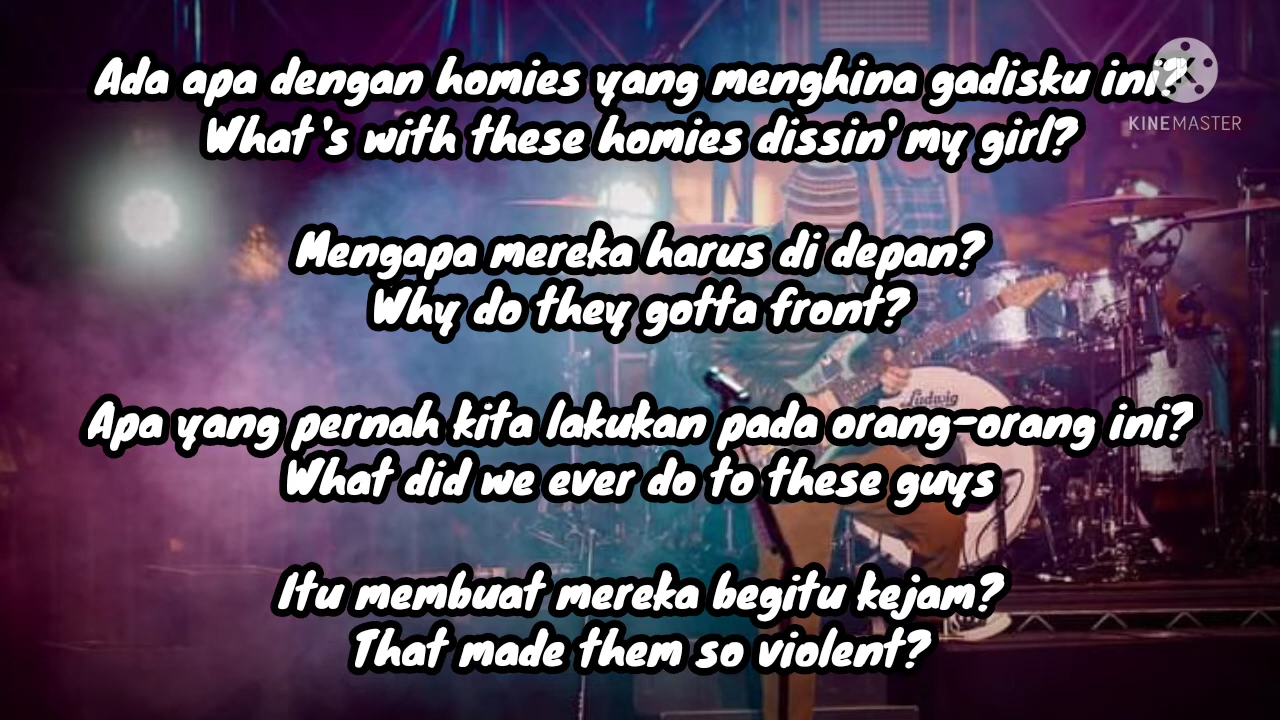 Ada apa dengan homies yang menghina gadisku ini?
What's with these homies dissin' my girl?
KINEMASTER
Mengapa mereka harus di depan?
Why do they gotta front?
Ludwig
Apa yang pernah kita lakukan pada orang-orang ini?
What did we ever do to these guys
Itu membuat mereka begitu kejam?
That made them so violent?